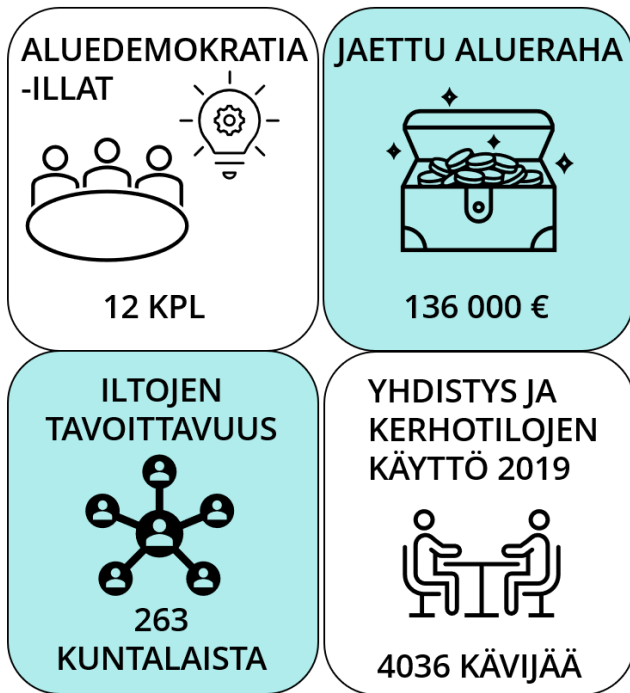 ALUEDEMOKRATIA
-ILLAT
12 KPL
JAETTU ALUERAHA
136 000 €
ILTOJEN
TAVOITTAVUUS
263
KUNTALAISTA
YHDISTYS JA
KERHOTILOJEN
KÄYTTÖ 2019
4036 KÄVIJÄÄ